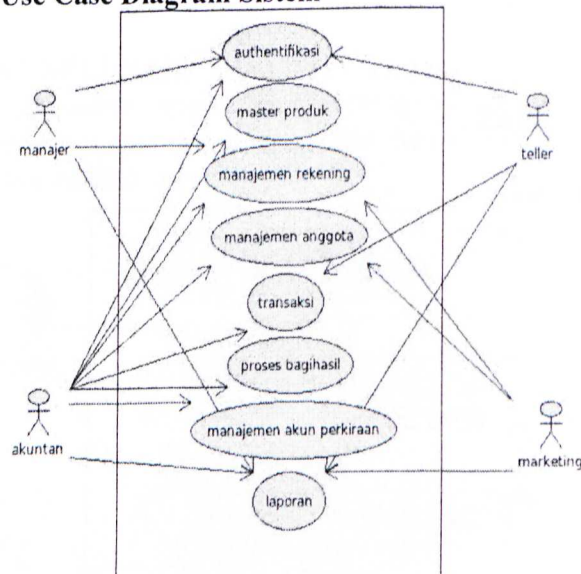 Use Case Diagram Sistem
authentifikasi
master produk
manajer
teller
manajemen rekening
manajemen anggota
transaksi
proses bagihasil
manajemen akun perkiraan
akuntan
marketing
laporan